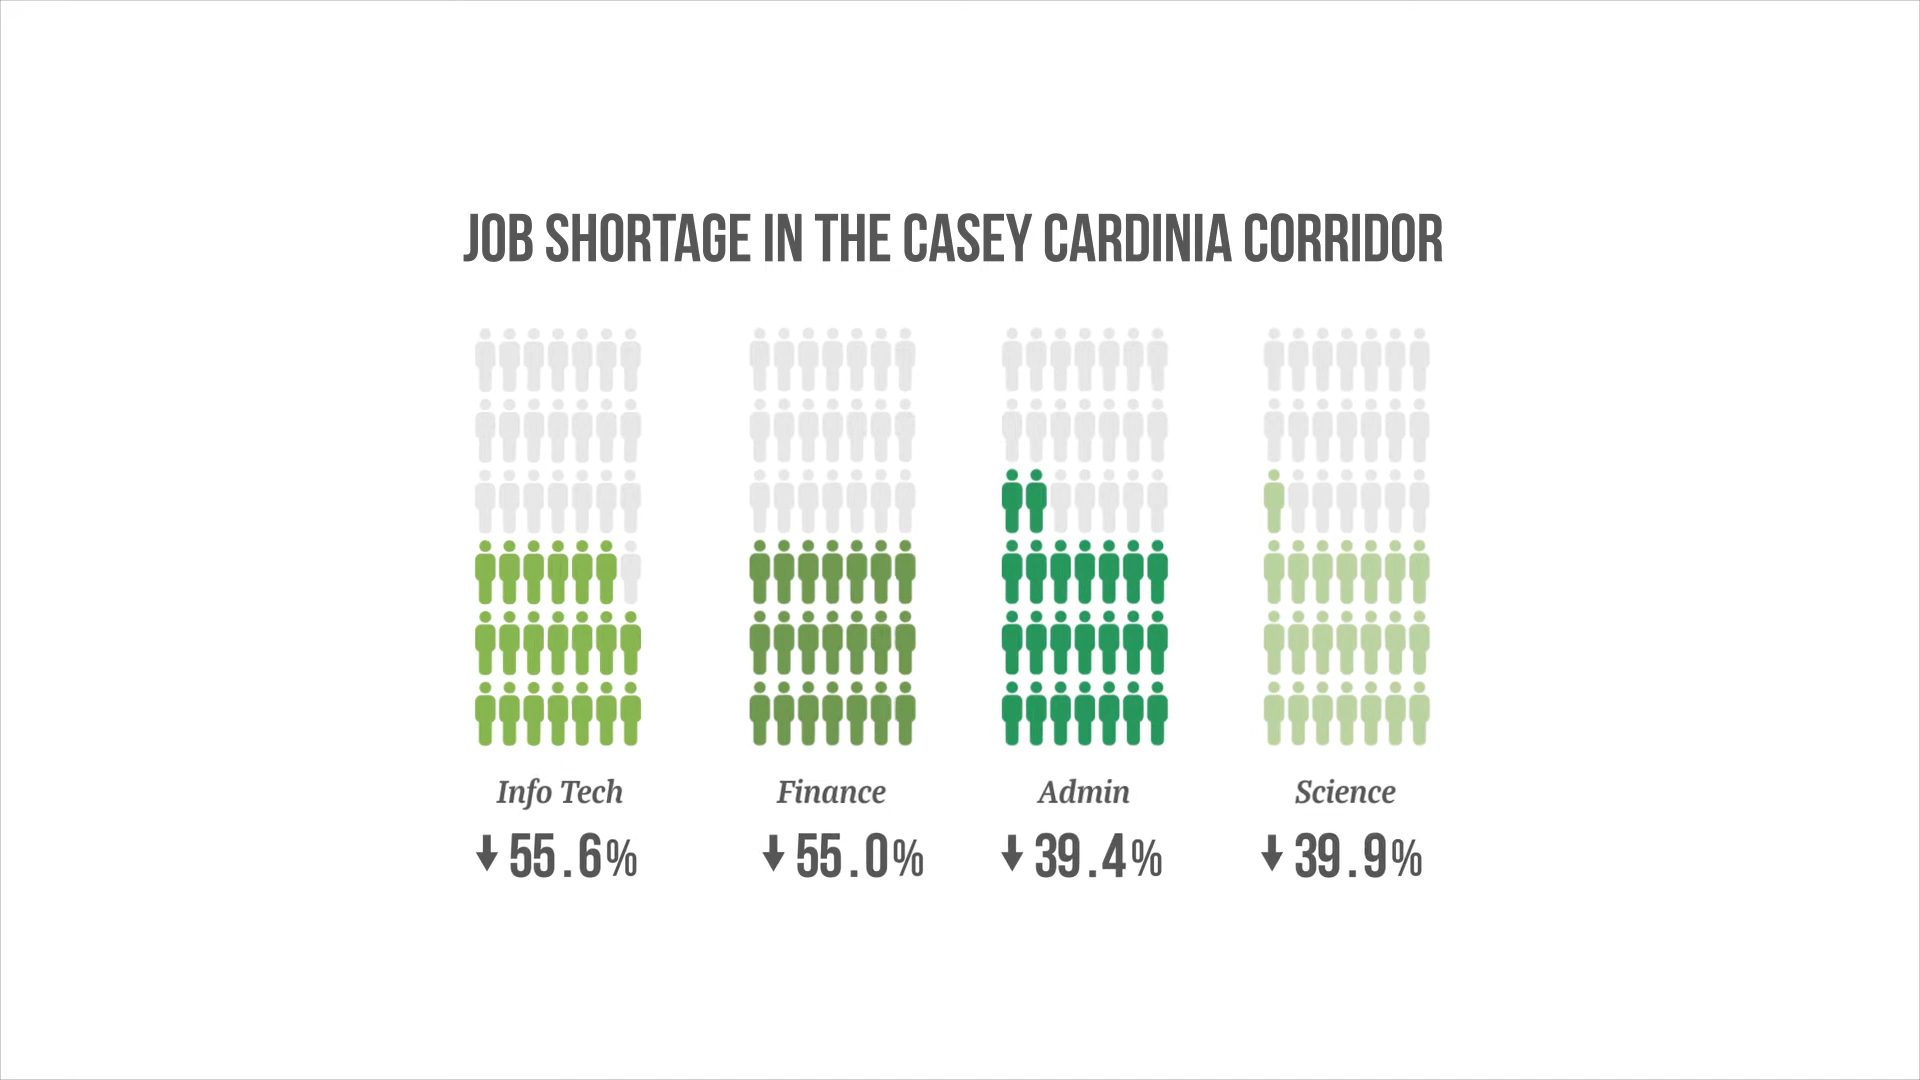 JOB SHORTAGE IN THE CASEY CARDINIA CORRIDOR
Info Tech
55.6%
Finance
55.0%
Admin
39.4%
Science
39.9%